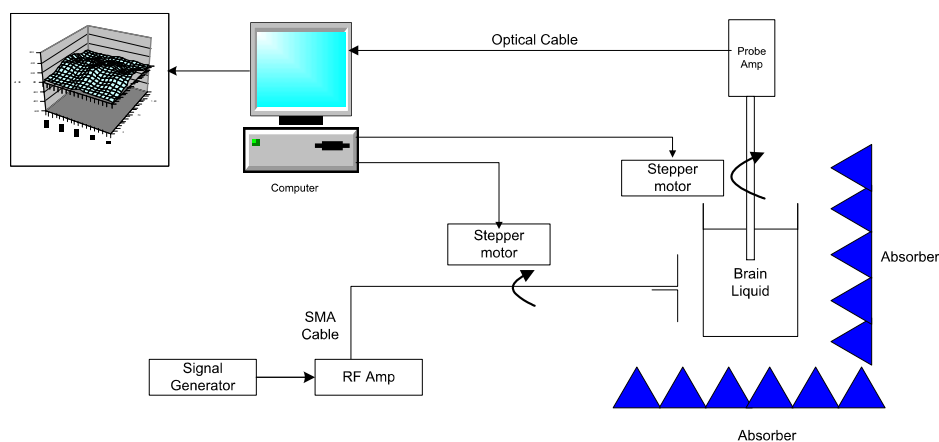 Optical Cable
Probe
Amp
Computer
Stepper
motor
Stepper
motor
Brain
Liquid
Absorber
SMA
Cable
Signal
Generator
RF Amp
Absorber